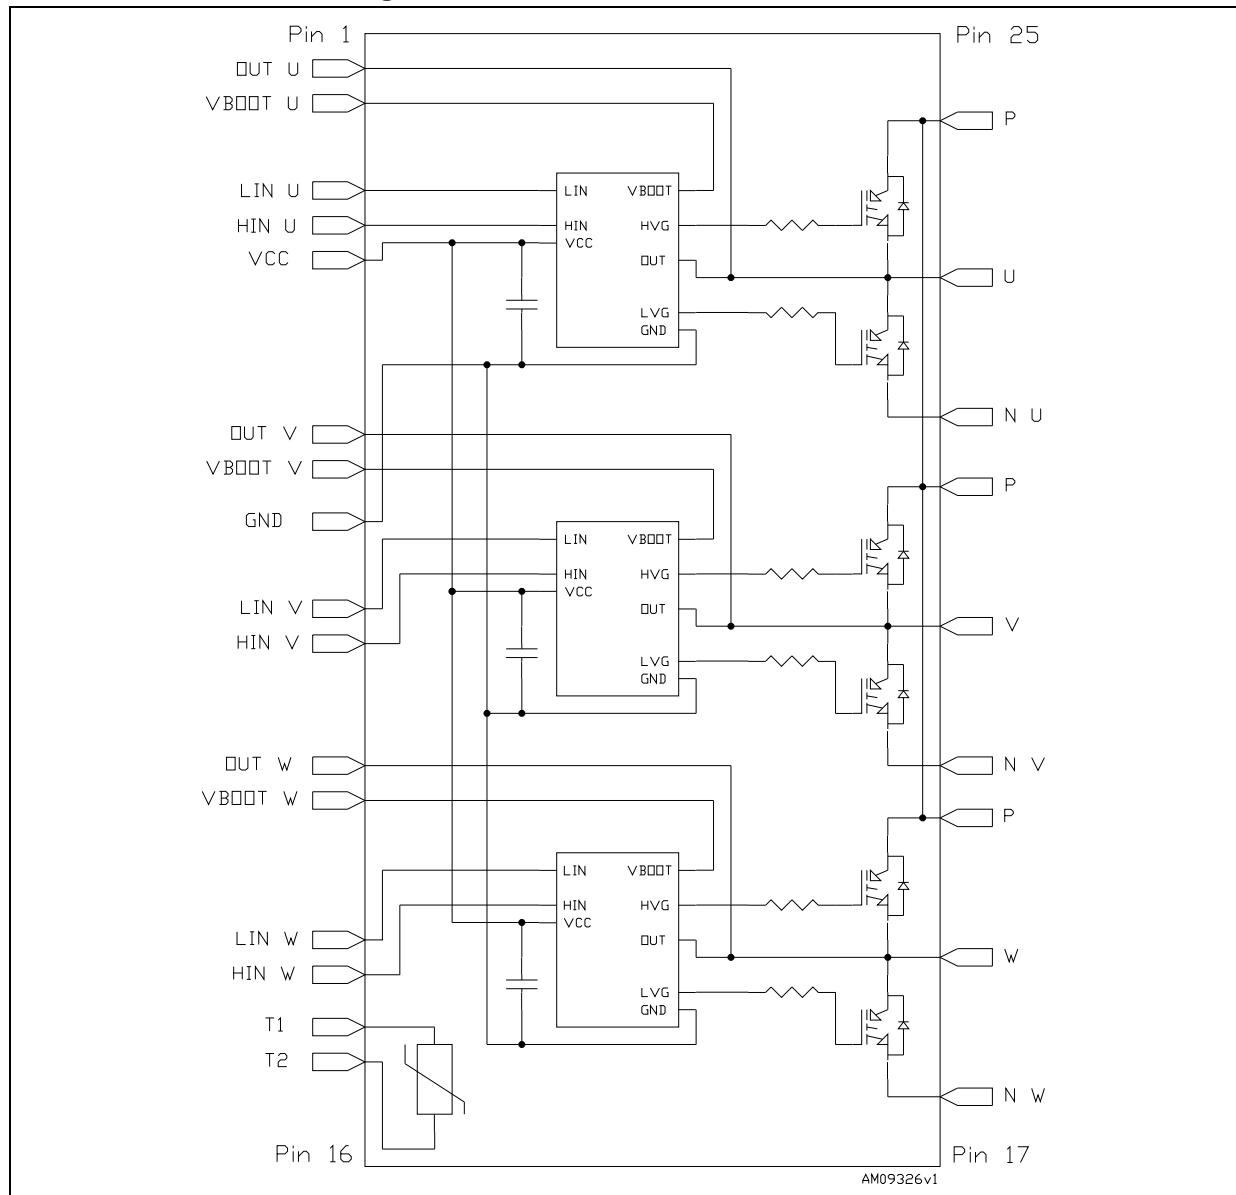 Pin 1
Pin 25
OUT U
VBOOT U
P
LIN U
LIN
VBOOT
HIN U
HIN
HVG
VCC
VCC
OUT
U
LVG
GND
N U
OUT V
VBOOT V
P
GND
LIN
VBOOT
HIN
HVG
VCC
LIN V
OUT
V
HIN V
LVG
GND
OUT W
N V
VBOOT W
P
LIN
VBOOT
HIN
HVG
VCC
LIN W
OUT
W
HIN W
LVG
GND
T1
T2
N W
Pin 16
Pin 17
AM09326v1